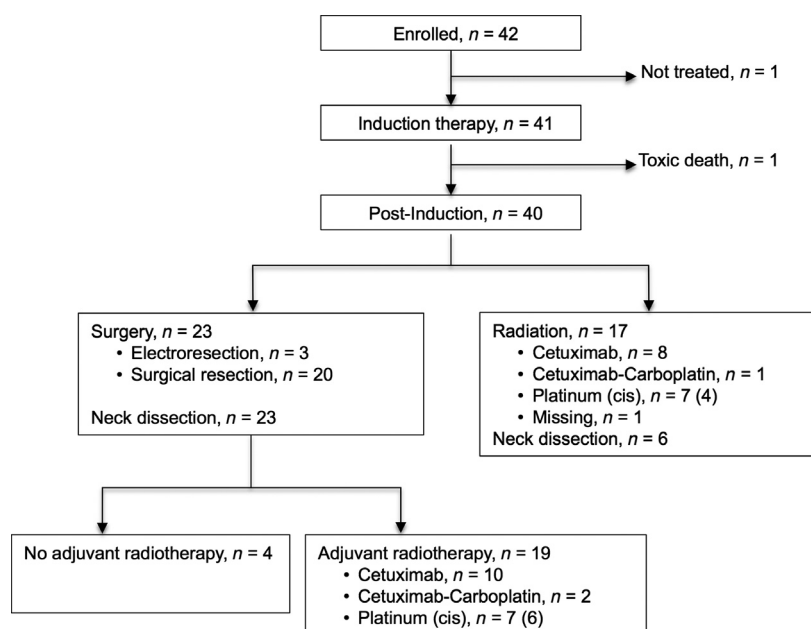 Enrolled, n = 42
Not treated, n = 1
Induction therapy, n = 41
Toxic death, n = 1
Post-Induction, n = 40
Surgery, n = 23
• Electroresection, n = 3
• Surgical resection, n = 20
Neck dissection, n = 23
Radiation, n = 17
• Cetuximab, n = 8
• Cetuximab-Carboplatin, n = 1
• Platinum (cis), n = 7 (4)
• Missing, n = 1
Neck dissection, n = 6
No adjuvant radiotherapy, n = 4
Adjuvant radiotherapy, n = 19
• Cetuximab, n = 10
• Cetuximab-Carboplatin, n = 2
• Platinum (cis), n = 7 (6)